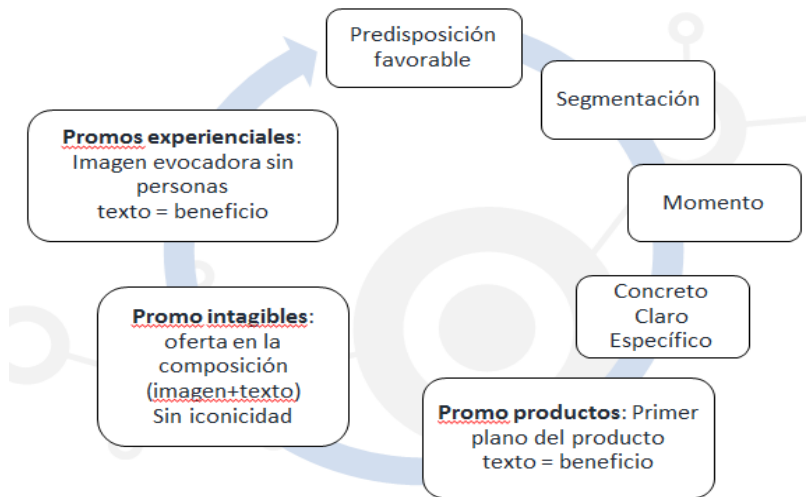 Predisposición
favorable
Segmentación
Momento
Concreto
Claro
Específico
Promo productos: Primer
plano del producto
texto = beneficio
Promo intagibles:
oferta en la
composición
(imagen+texto)
Sin iconicidad
Promos experienciales:
Imagen evocadora sin
personas
texto = beneficio